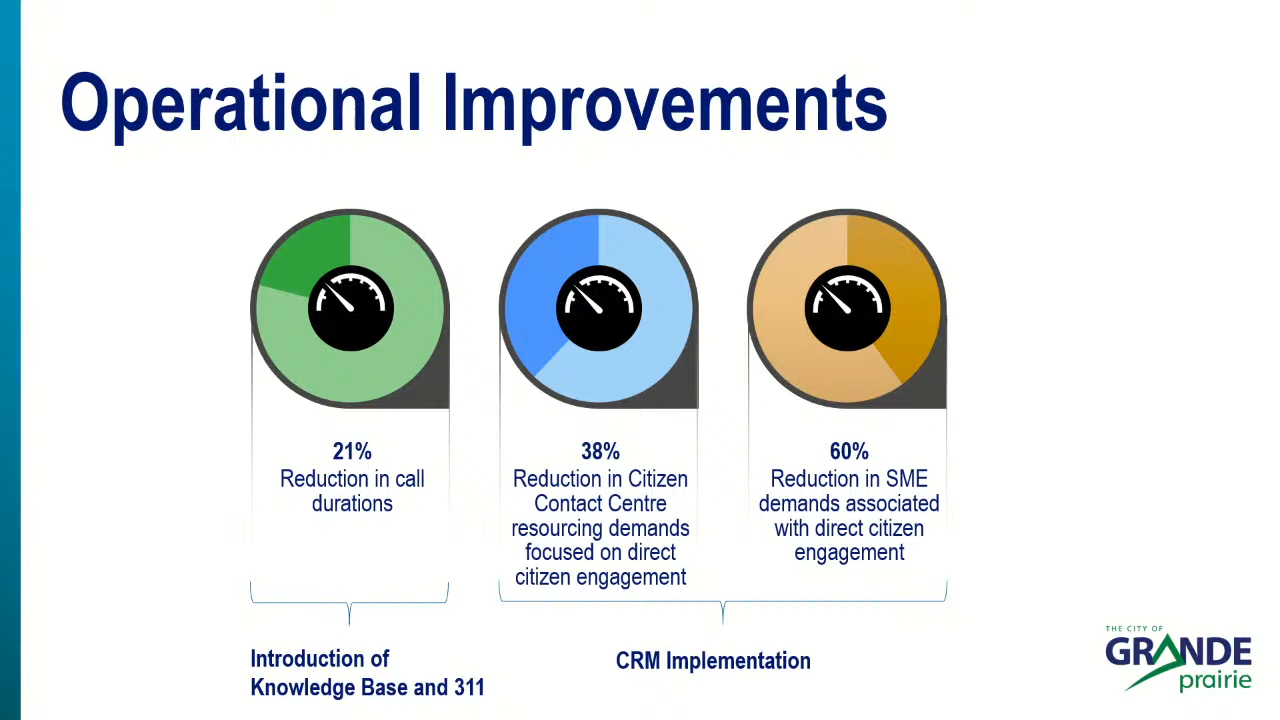 Operational Improvements
21%
Reduction in call
durations
38%
Reduction in Citizen
Contact Centre
resourcing demands
focused on direct
citizen engagement
60%
Reduction in SME
demands associated
with direct citizen
engagement
Introduction of
Knowledge Base and 311
CRM Implementation
THE CITY OF
GRANDE
prairie